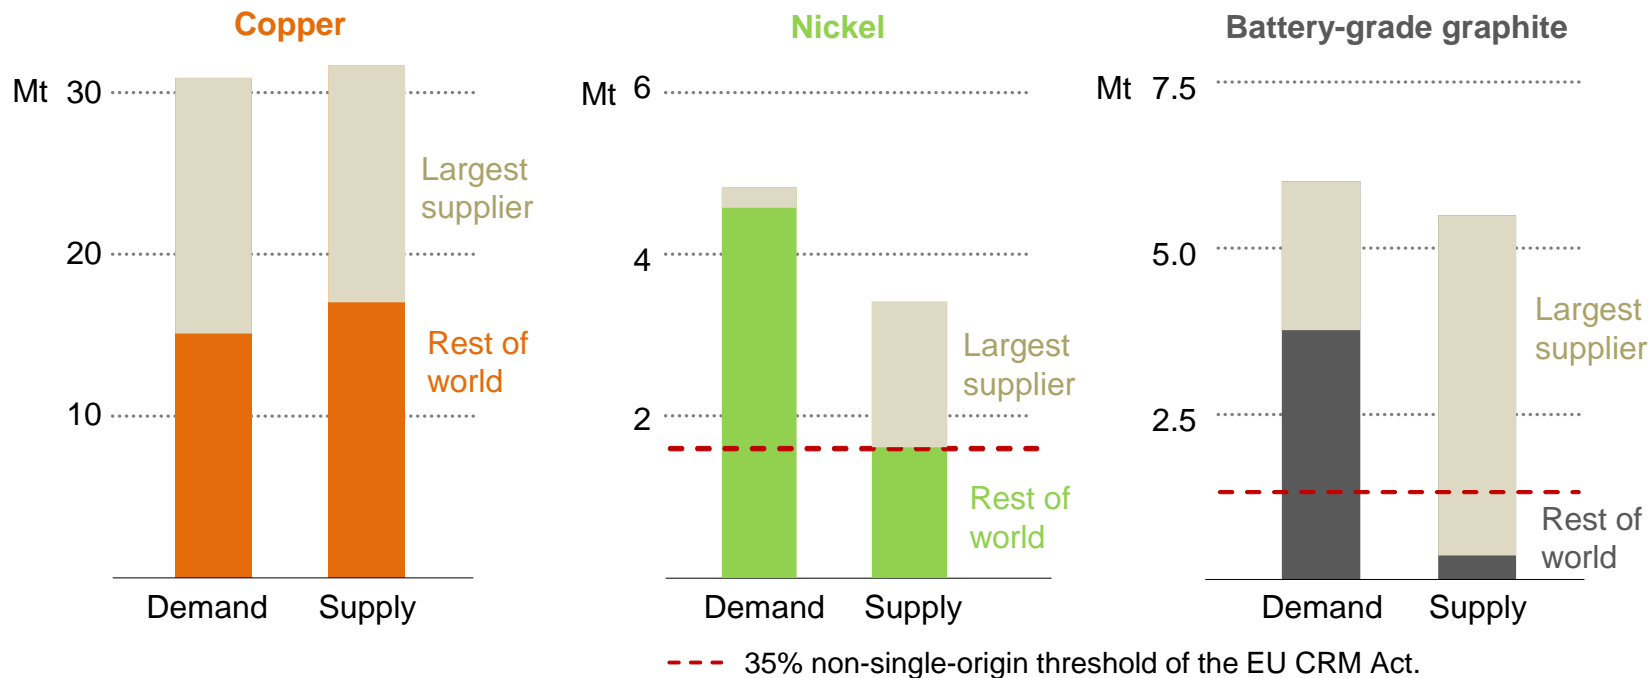 Copper
Mt 30
20
10
Largest
supplier
Rest of
world
Demand Supply
Nickel
Mt 6
4
2
Largest
supplier
Rest of
world
Demand Supply
Battery-grade graphite
Mt 7.5
5.0
2.5
Largest
supplier
Rest of
world
Demand Supply
35% non-single-origin threshold of the EU CRM Act.